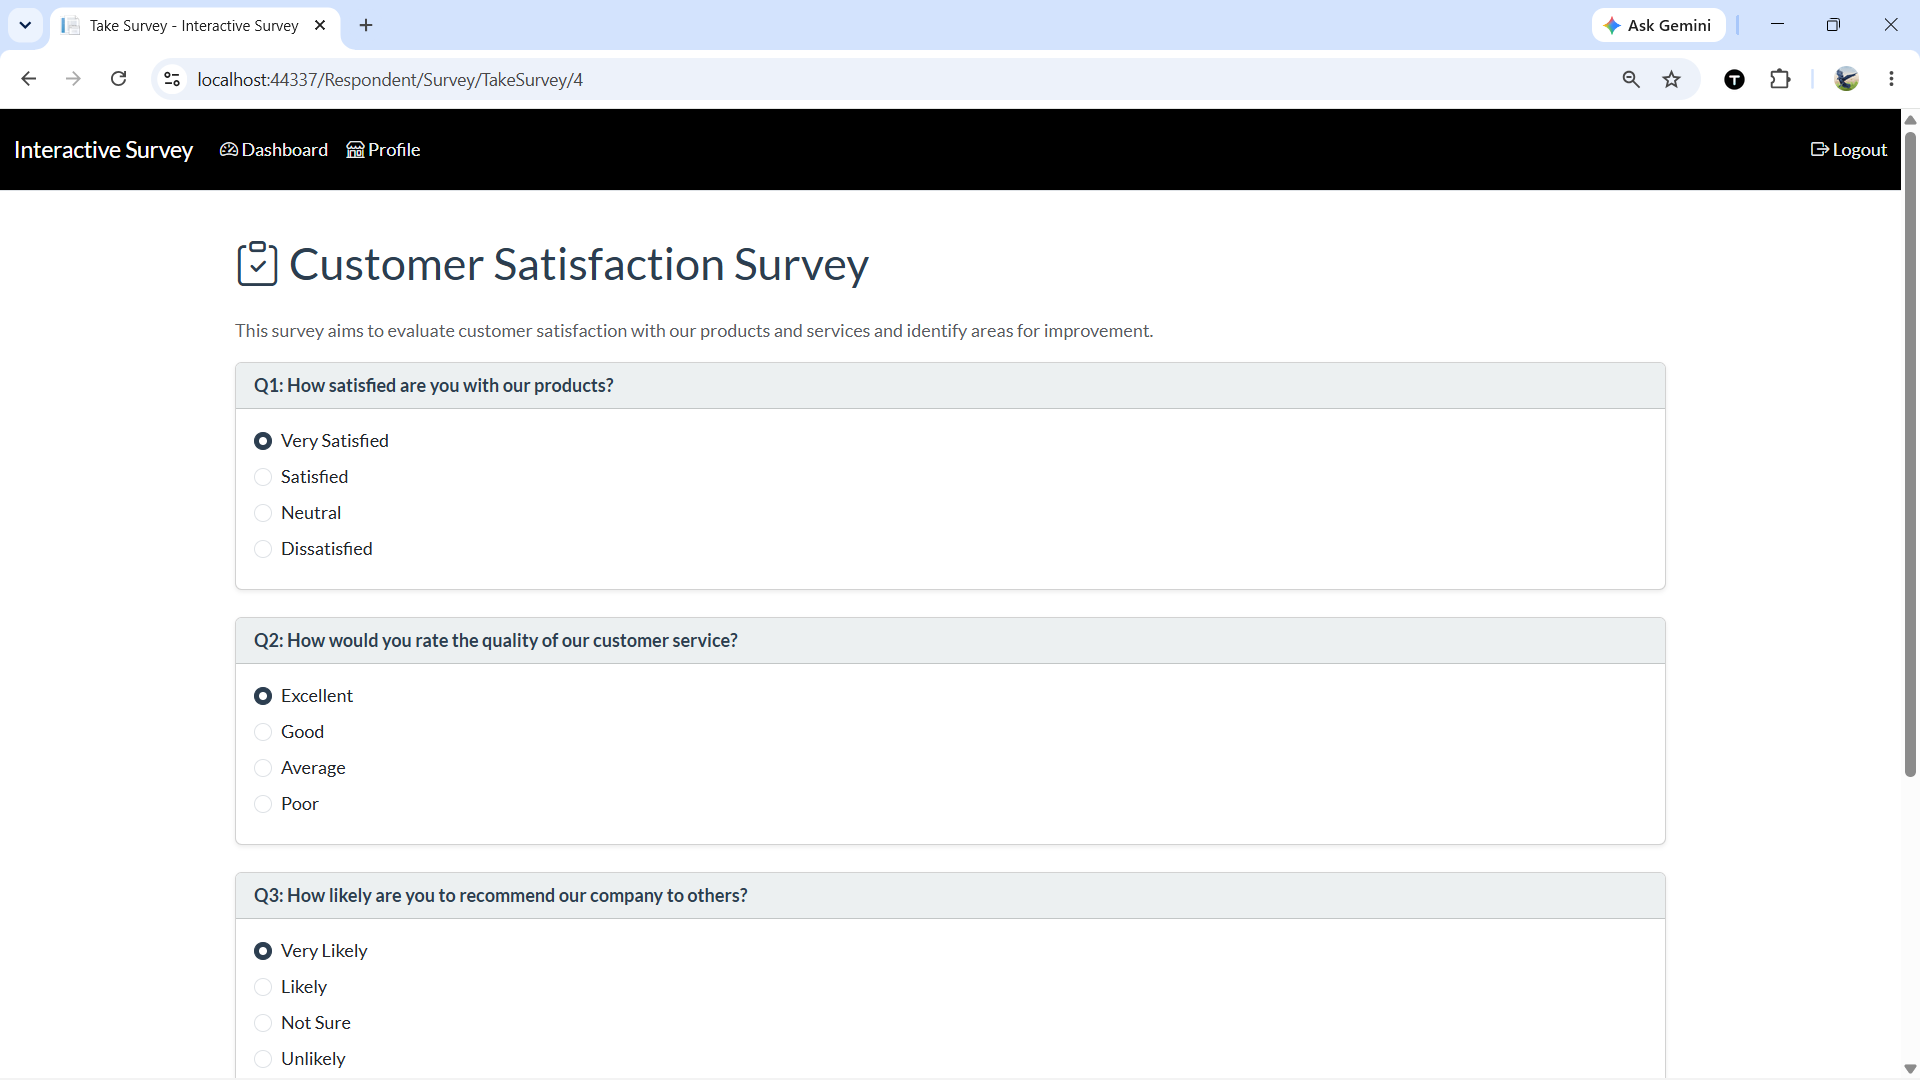 Take Survey - Interactive Survey
Ask Gemini
localhost:44337/Respondent/Survey/TakeSurvey/4
Interactive Survey Dashboard Profile Logout
Customer Satisfaction Survey
This survey aims to evaluate customer satisfaction with our products and services and identify areas for improvement.
Q1: How satisfied are you with our products?
Very Satisfied
Satisfied
Neutral
Dissatisfied
Q2: How would you rate the quality of our customer service?
Excellent
Good
Average
Poor
Q3: How likely are you to recommend our company to others?
Very Likely
Likely
Not Sure
Unlikely